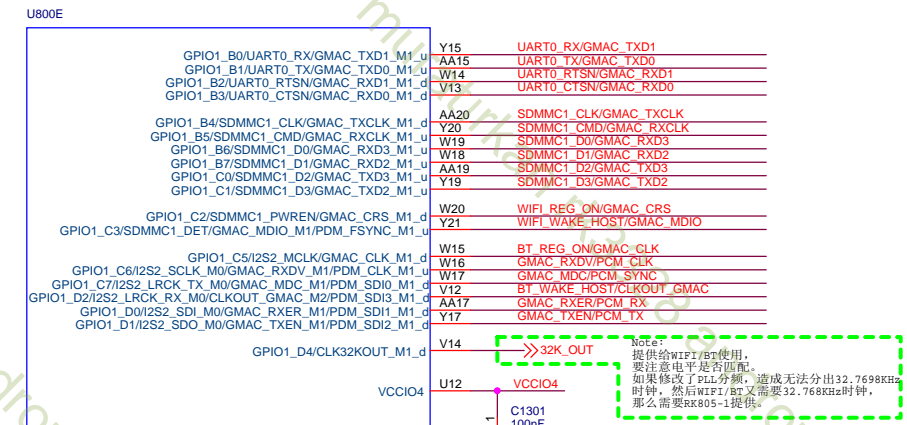 U800E
GPIO1_B0/UART0_RX/GMAC_TXD1_M1_u Y15 UART0_RX/GMAC_TXD1
GPIO1_B1/UART0_TX/GMAC_TXD0_M1_u AA15 UART0_TX/GMAC_TXD0
GPIO1_B2/UART0_RTSN/GMAC_RXD1_M1_d W14 UART0_RTSN/GMAC_RXD1
GPIO1_B3/UART0_CTSN/GMAC_RXD0_M1_d V13 UART0_CTSN/GMAC_RXD0
GPIO1_B4/SDMMC1_CLK/GMAC_TXCLK_M1_d AA20 SDMMC1_CLK/GMAC_TXCLK
GPIO1_B5/SDMMC1_CMD/GMAC_RXCLK_M1_u Y20 SDMMC1_CMD/GMAC_RXCLK
GPIO1_B6/SDMMC1_D0/GMAC_RXD3_M1_u W19 SDMMC1_D0/GMAC_RXD3
GPIO1_B7/SDMMC1_D1/GMAC_RXD2_M1_u W18 SDMMC1_D1/GMAC_RXD2
GPIO1_C0/SDMMC1_D2/GMAC_TXD3_M1_u AA19 SDMMC1_D2/GMAC_TXD3
GPIO1_C1/SDMMC1_D3/GMAC_TXD2_M1_u Y19 SDMMC1_D3/GMAC_TXD2
GPIO1_C2/SDMMC1_PWREN/GMAC_CRS_M1_d W20 WIFI_REG_ON/GMAC_CRS
GPIO1_C3/SDMMC1_DET/GMAC_MDIO_M1/PDM_FSYNC_M1_u Y21 WIFI_WAKE_HOST/GMAC_MDIO
GPIO1_C5/I2S2_MCLK/GMAC_CLK_M1_d W15 BT_REG_ON/GMAC_CLK
GPIO1_C6/I2S2_SCLK_M0/GMAC_RXDV_M1/PDM_CLK_M1_u W16 GMAC_RXDV/PCM_CLK
GPIO1_C7/I2S2_LRCK_TX_M0/GMAC_MDC_M1/PDM_SDI0_M1_d W17 GMAC_MDC/PCM_SYNC
GPIO1_D2/I2S2_LRCK_RX_M0/CLKOUT_GMAC_M2/PDM_SDI3_M1_d V12 BT_WAKE_HOST/CLKOUT_GMAC
GPIO1_D0/I2S2_SDI_M0/GMAC_RXER_M1/PDM_SDI1_M1_d AA17 GMAC_RXER/PCM_RX
GPIO1_D1/I2S2_SDO_M0/GMAC_TXEN_M1/PDM_SDI2_M1_d Y17 GMAC_TXEN/PCM_TX
GPIO1_D4/CLK32KOUT_M1_d V14 32K_OUT
Note:
提供给WIFI/BT使用，
要注意电平是否匹配。
如果修改了PLL分频，造成无法分出32.7698KHz
时钟，然后WIFI/BT又需要32.768KHz时钟，
那么需要RK805-1提供。
VCCIO4 U12 VCCIO4
1 C1301
100nF